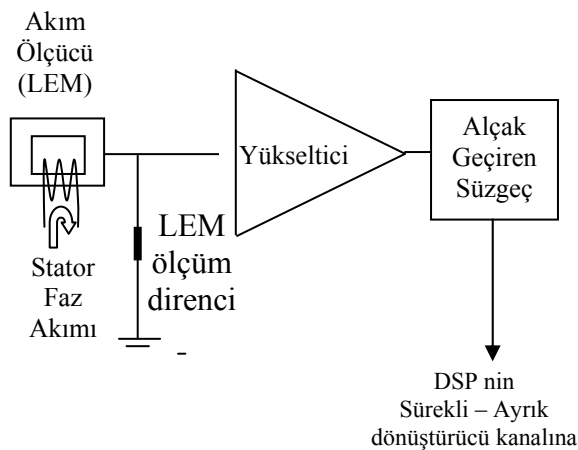 Akım
Ölçücü
(LEM)
Yükseltici
Alçak
Geçiren
Süzgeç
LEM
ölçüm
direnci
Stator
Faz
Akımı
-
DSP nin
Sürekli – Ayrık
dönüştürücü kanalına